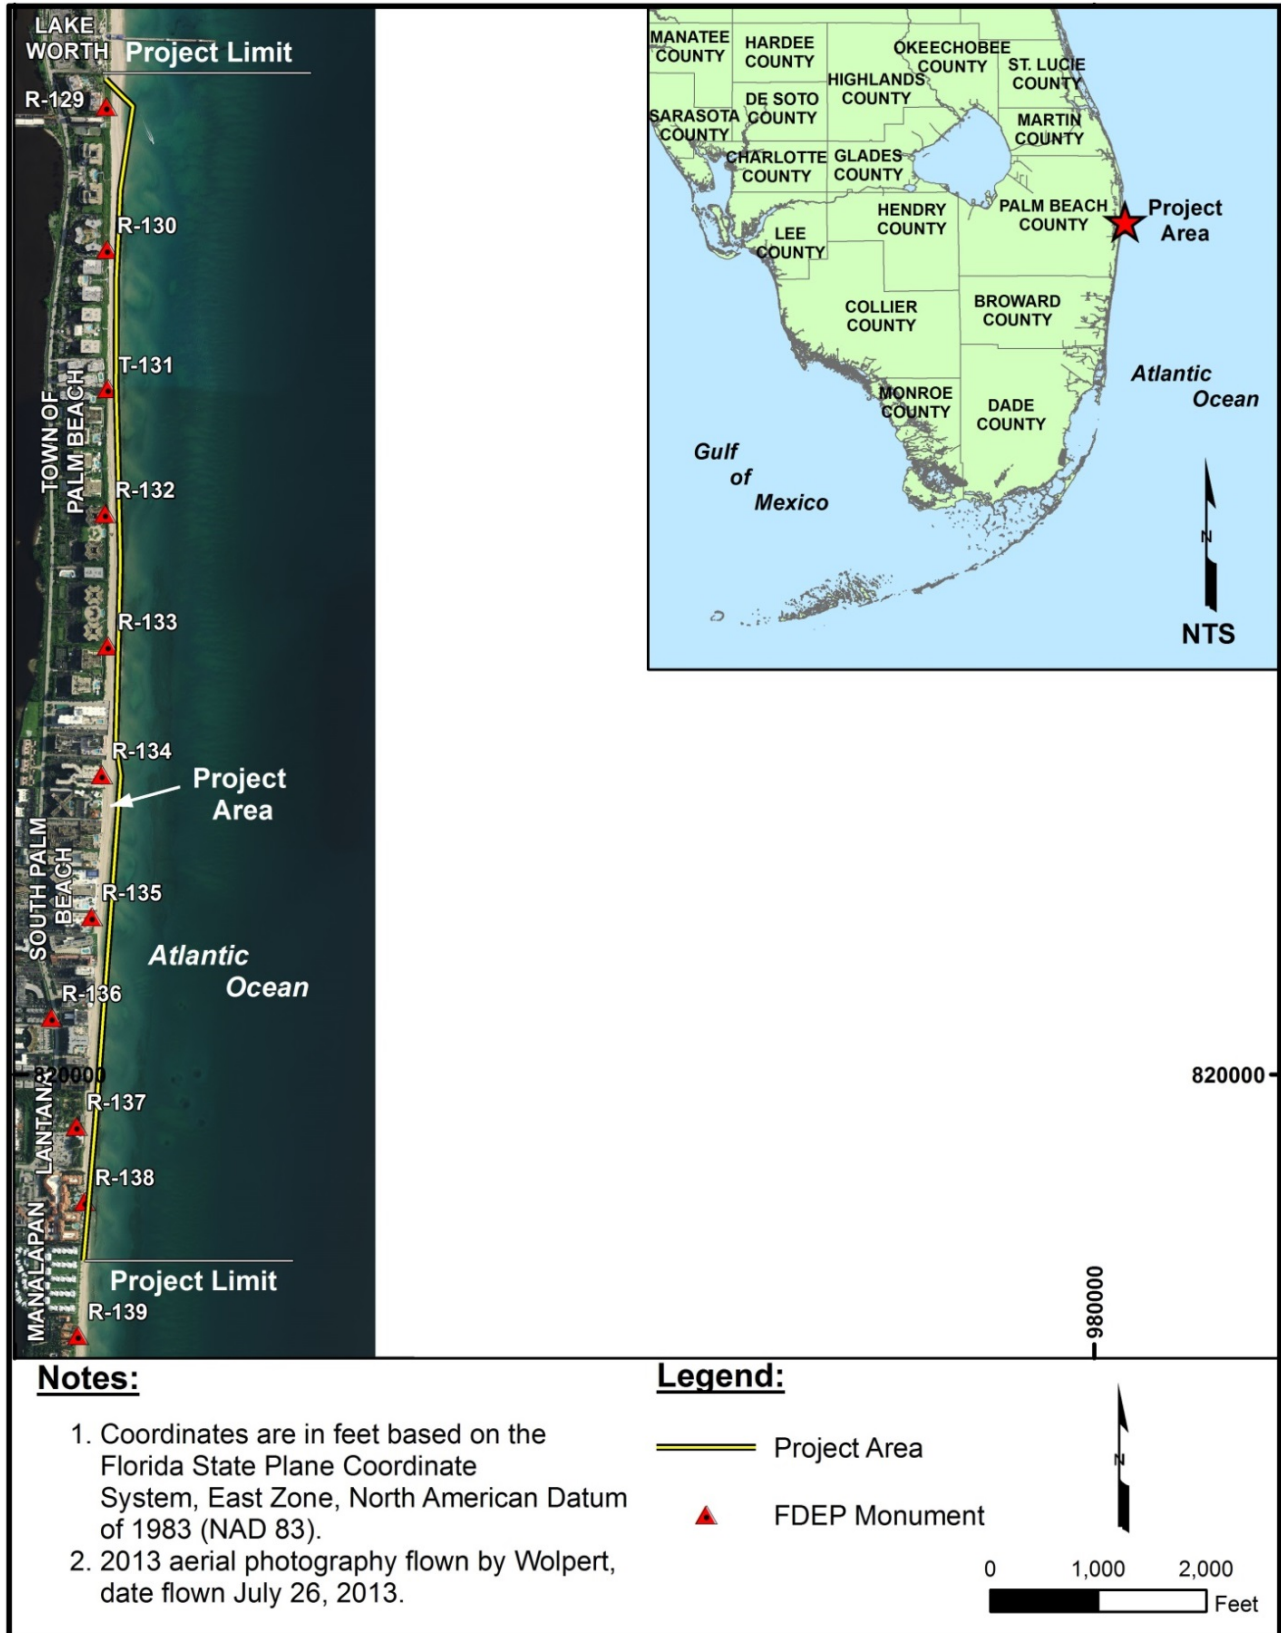 LAKE
WORTH
Project Limit
R-129
R-130
T-131
TOWN OF
PALM BEACH
R-132
R-133
R-134
Project
Area
SOUTH PALM
BEACH
R-135
Atlantic
Ocean
R-136
820000
LANTANA
R-137
R-138
MANALAPAN
Project Limit
R-139
MANATEE
COUNTY
HARDEE
COUNTY
OKEECHOBEE
COUNTY
ST. LUCIE
COUNTY
HIGHLANDS
COUNTY
DE SOTO
COUNTY
SARASOTA
COUNTY
MARTIN
COUNTY
CHARLOTTE
COUNTY
GLADES
COUNTY
HENDRY
COUNTY
PALM BEACH
COUNTY
Project
Area
LEE
COUNTY
COLLIER
COUNTY
BROWARD
COUNTY
Atlantic
Ocean
MONROE
COUNTY
DADE
COUNTY
Gulf
of
Mexico
N
NTS
820000
980000
Notes:
1. Coordinates are in feet based on the
Florida State Plane Coordinate
System, East Zone, North American Datum
of 1983 (NAD 83).
2. 2013 aerial photography flown by Wolpert,
date flown July 26, 2013.
Legend:
Project Area
FDEP Monument
N
0 1,000 2,000
Feet